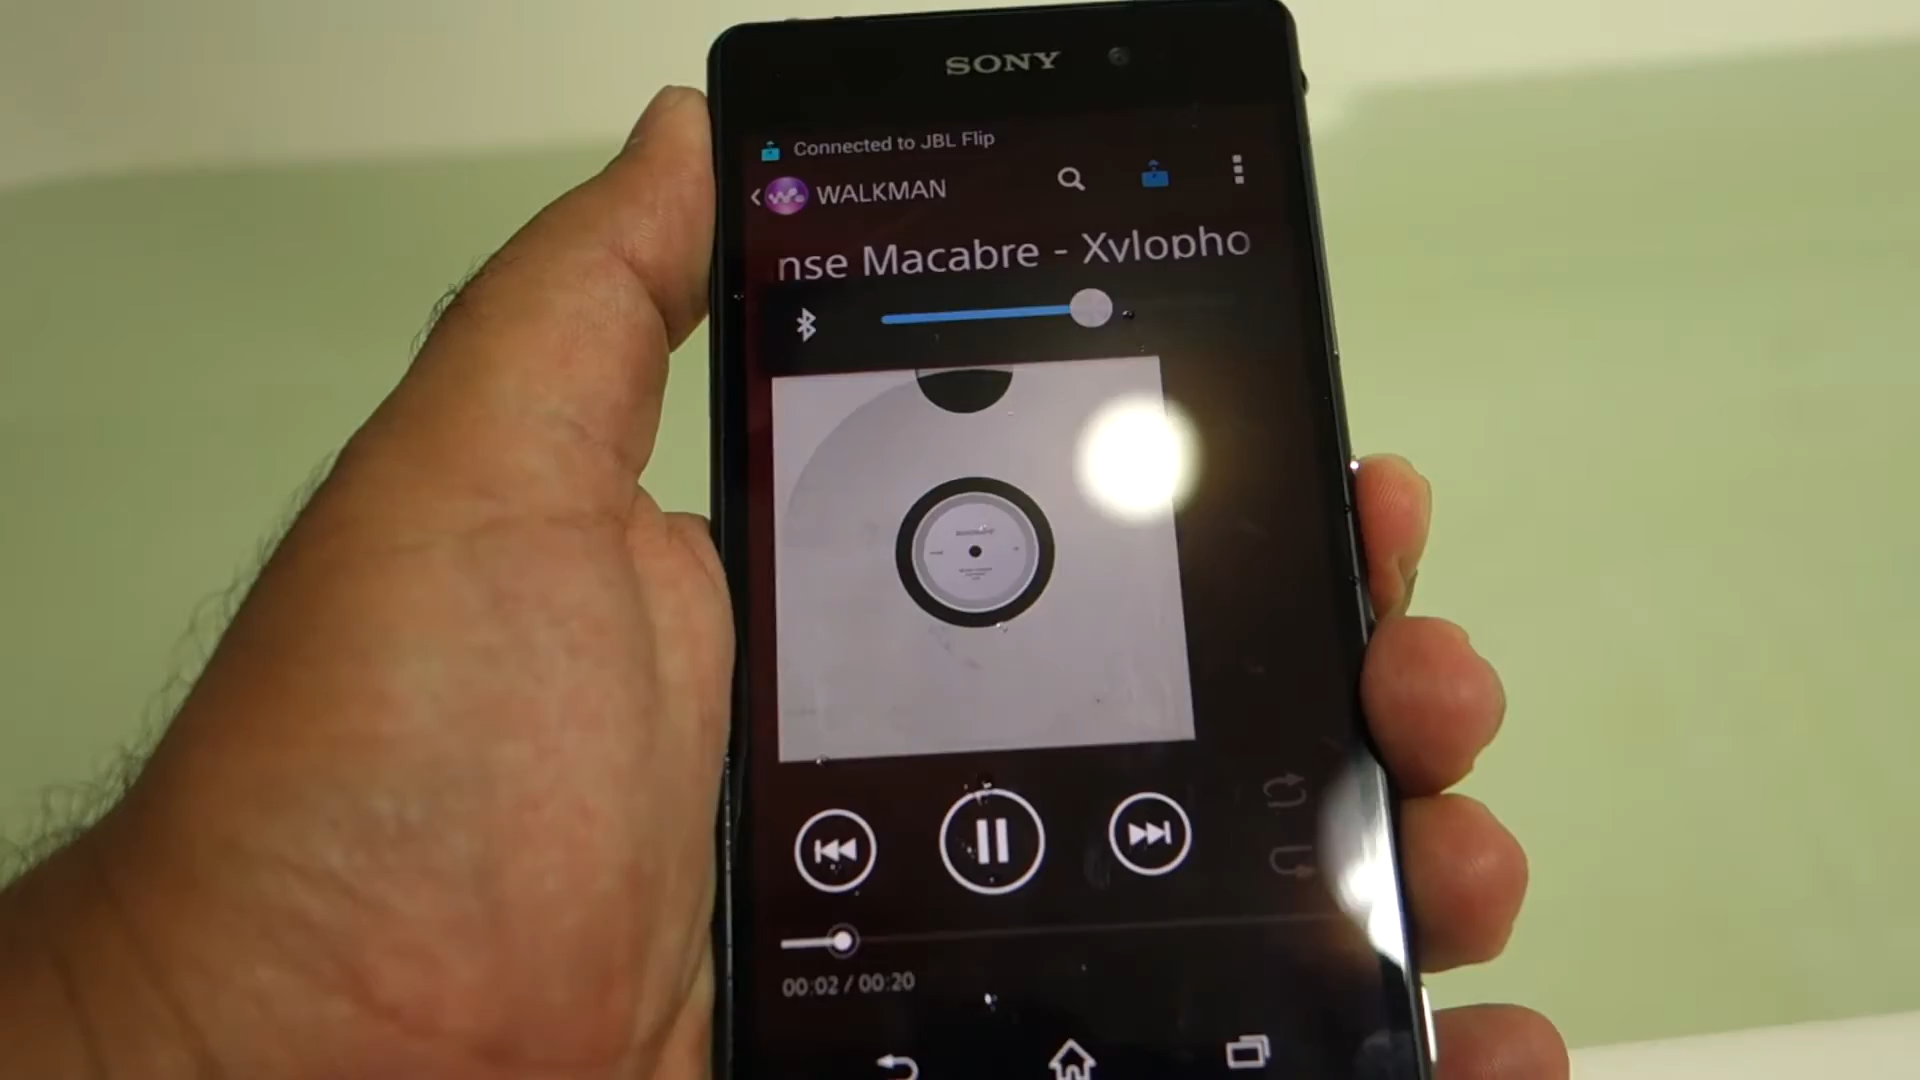 SONY
Connected to JBL Flip
WALKMAN
nse Macabre - Xylopho
00:02 / 00:20